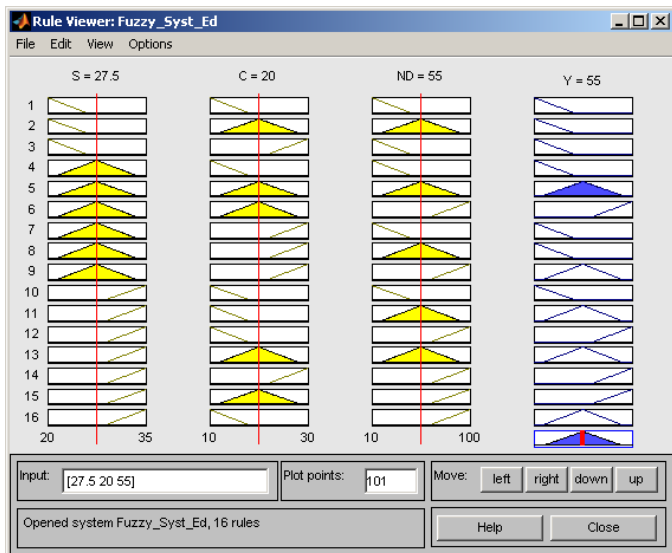 Rule Viewer: Fuzzy_Syst_Ed
File Edit View Options
S = 27.5 C = 20 ND = 55 Y = 55
1
2
3
4
5
6
7
8
9
10
11
12
13
14
15
16
20 35 10 30 10 100
Input: [27.5 20 55] Plot points: 101 Move: left right down up
Opened system Fuzzy_Syst_Ed, 16 rules Help Close